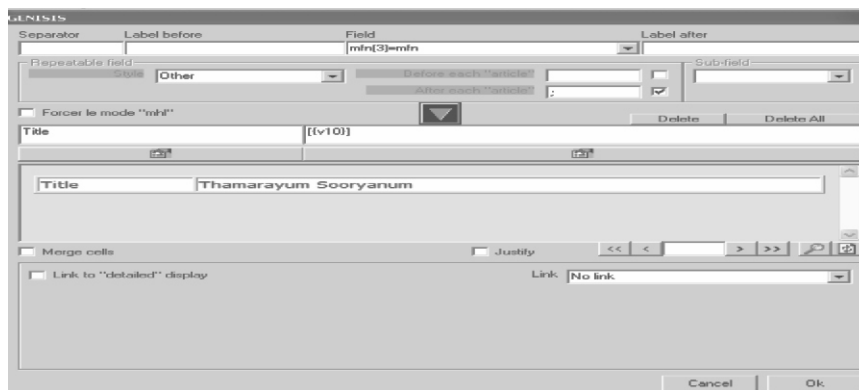 GENISIS
Separator Label before Field Label after
mfn(3)=mfn
Repeatable field Sub-field
Style Other Before each "article"
After each "article" ;
Forcer le mode "mhl"
Delete Delete All
Title [(v10)]
Title Thamarayum Sooryanum
Merge cells Justify << < > >>
Link to "detailed" display Link No link
Cancel Ok